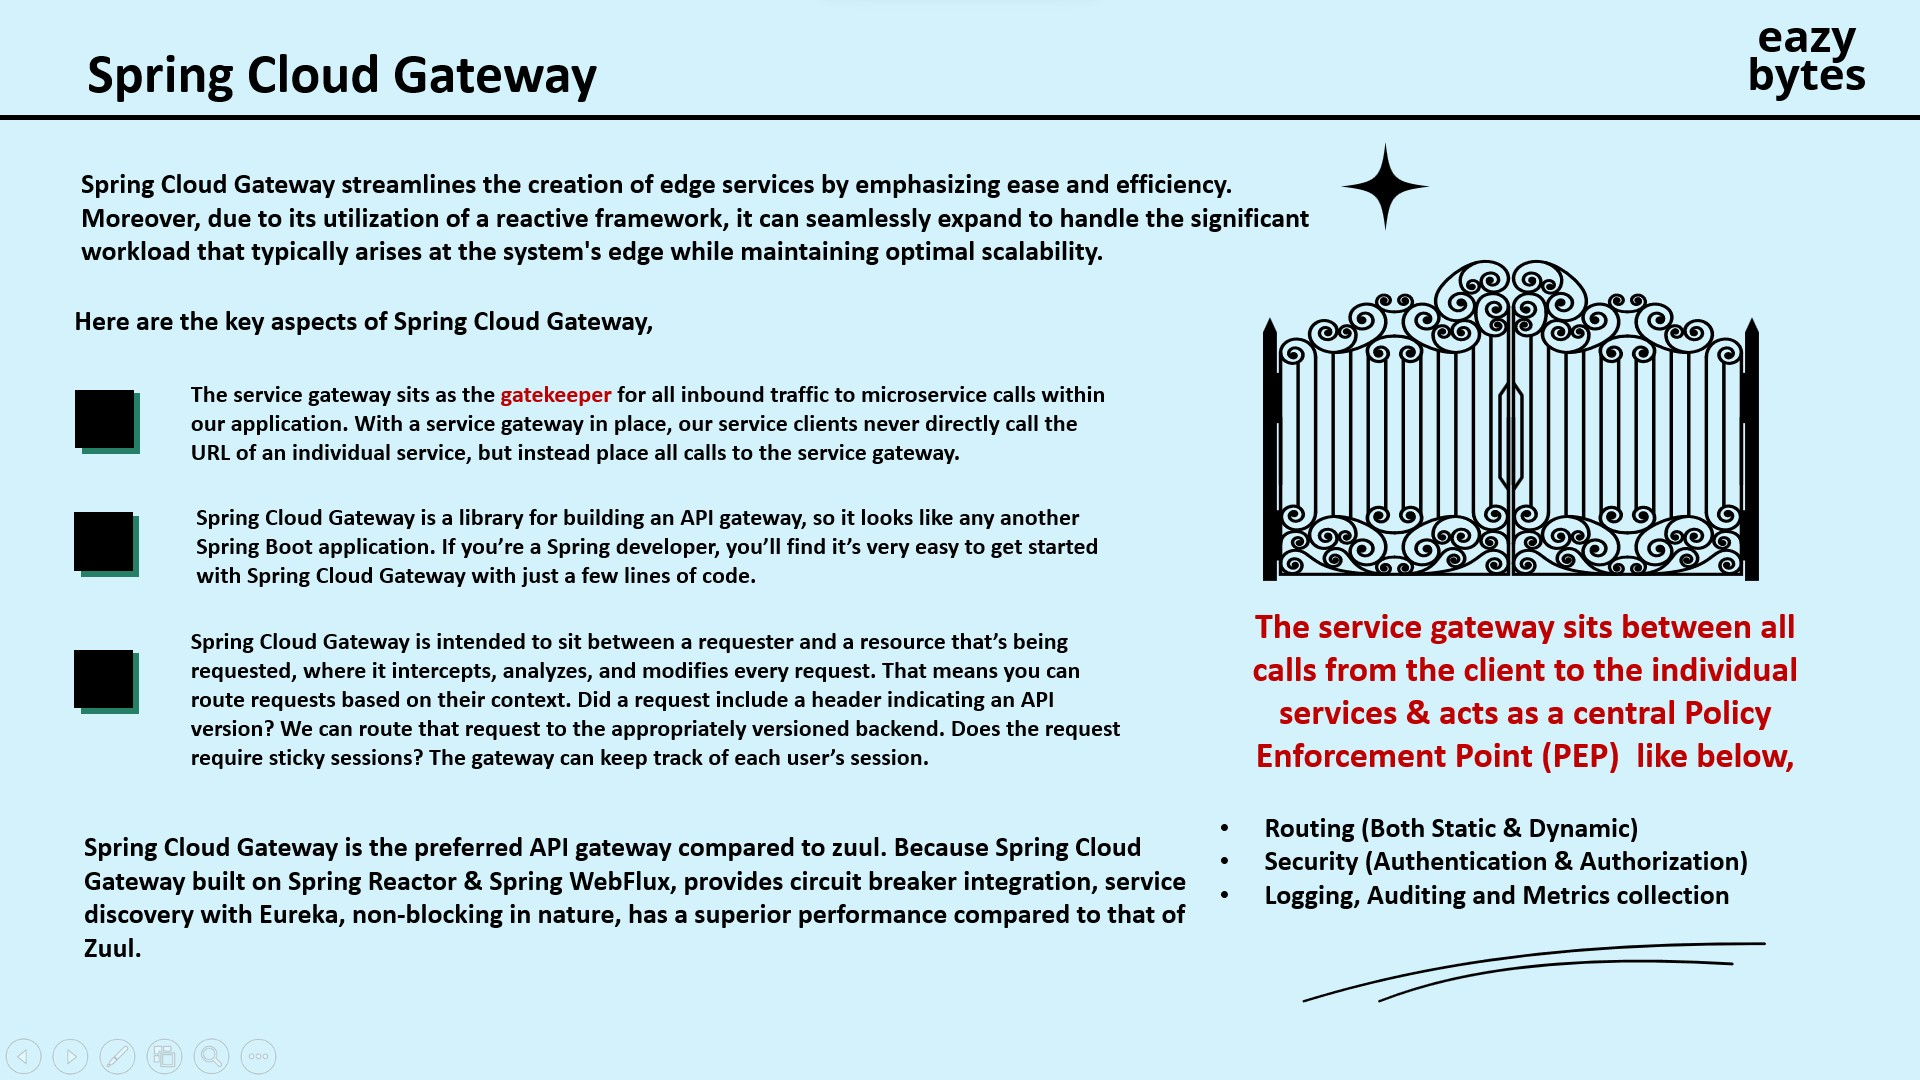 Spring Cloud Gateway
eazy
bytes
Spring Cloud Gateway streamlines the creation of edge services by emphasizing ease and efficiency.
Moreover, due to its utilization of a reactive framework, it can seamlessly expand to handle the significant
workload that typically arises at the system's edge while maintaining optimal scalability.
Here are the key aspects of Spring Cloud Gateway,
The service gateway sits as the gatekeeper for all inbound traffic to microservice calls within
our application. With a service gateway in place, our service clients never directly call the
URL of an individual service, but instead place all calls to the service gateway.
Spring Cloud Gateway is a library for building an API gateway, so it looks like any another
Spring Boot application. If you’re a Spring developer, you’ll find it’s very easy to get started
with Spring Cloud Gateway with just a few lines of code.
Spring Cloud Gateway is intended to sit between a requester and a resource that’s being
requested, where it intercepts, analyzes, and modifies every request. That means you can
route requests based on their context. Did a request include a header indicating an API
version? We can route that request to the appropriately versioned backend. Does the request
require sticky sessions? The gateway can keep track of each user’s session.
Spring Cloud Gateway is the preferred API gateway compared to zuul. Because Spring Cloud
Gateway built on Spring Reactor & Spring WebFlux, provides circuit breaker integration, service
discovery with Eureka, non-blocking in nature, has a superior performance compared to that of
Zuul.
The service gateway sits between all
calls from the client to the individual
services & acts as a central Policy
Enforcement Point (PEP)  like below,
• Routing (Both Static & Dynamic)
• Security (Authentication & Authorization)
• Logging, Auditing and Metrics collection